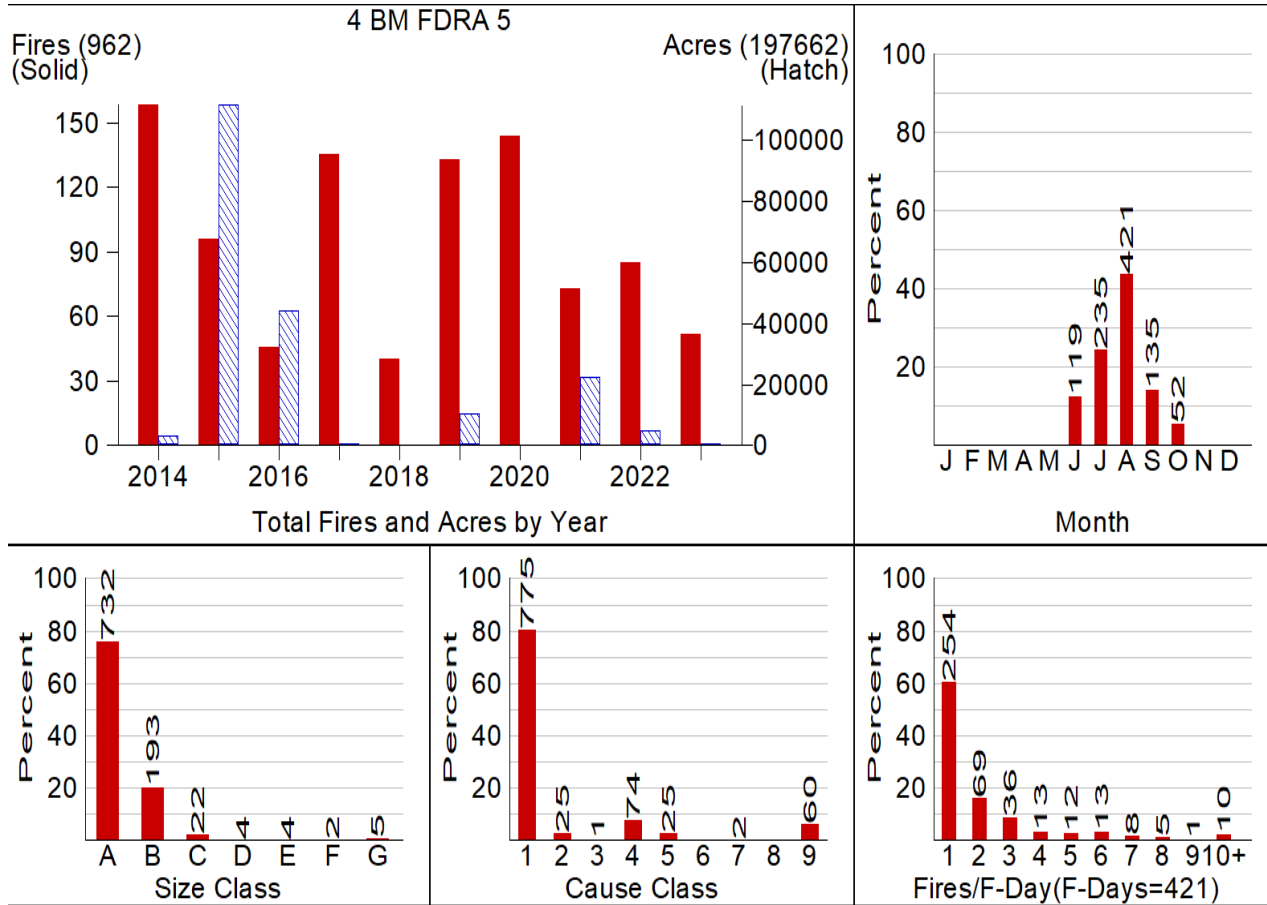 4 BM FDRA 5
Fires (962)
(Solid)
Acres (197662)
(Hatch)
150
120
90
60
30
0
100000
80000
60000
40000
20000
0
2014 2016 2018 2020 2022
Total Fires and Acres by Year
100
80
60
40
20
Percent
119 235 421 135 52
J F M A M J J A S O N D
Month
100
80
60
40
20
Percent
732 193 22 4 4 2 5
A B C D E F G
Size Class
100
80
60
40
20
Percent
775 25 1 74 25 2 60
1 2 3 4 5 6 7 8 9
Cause Class
100
80
60
40
20
Percent
254 69 36 13 12 13 8 5 1 10
1 2 3 4 5 6 7 8 910+
Fires/F-Day(F-Days=421)